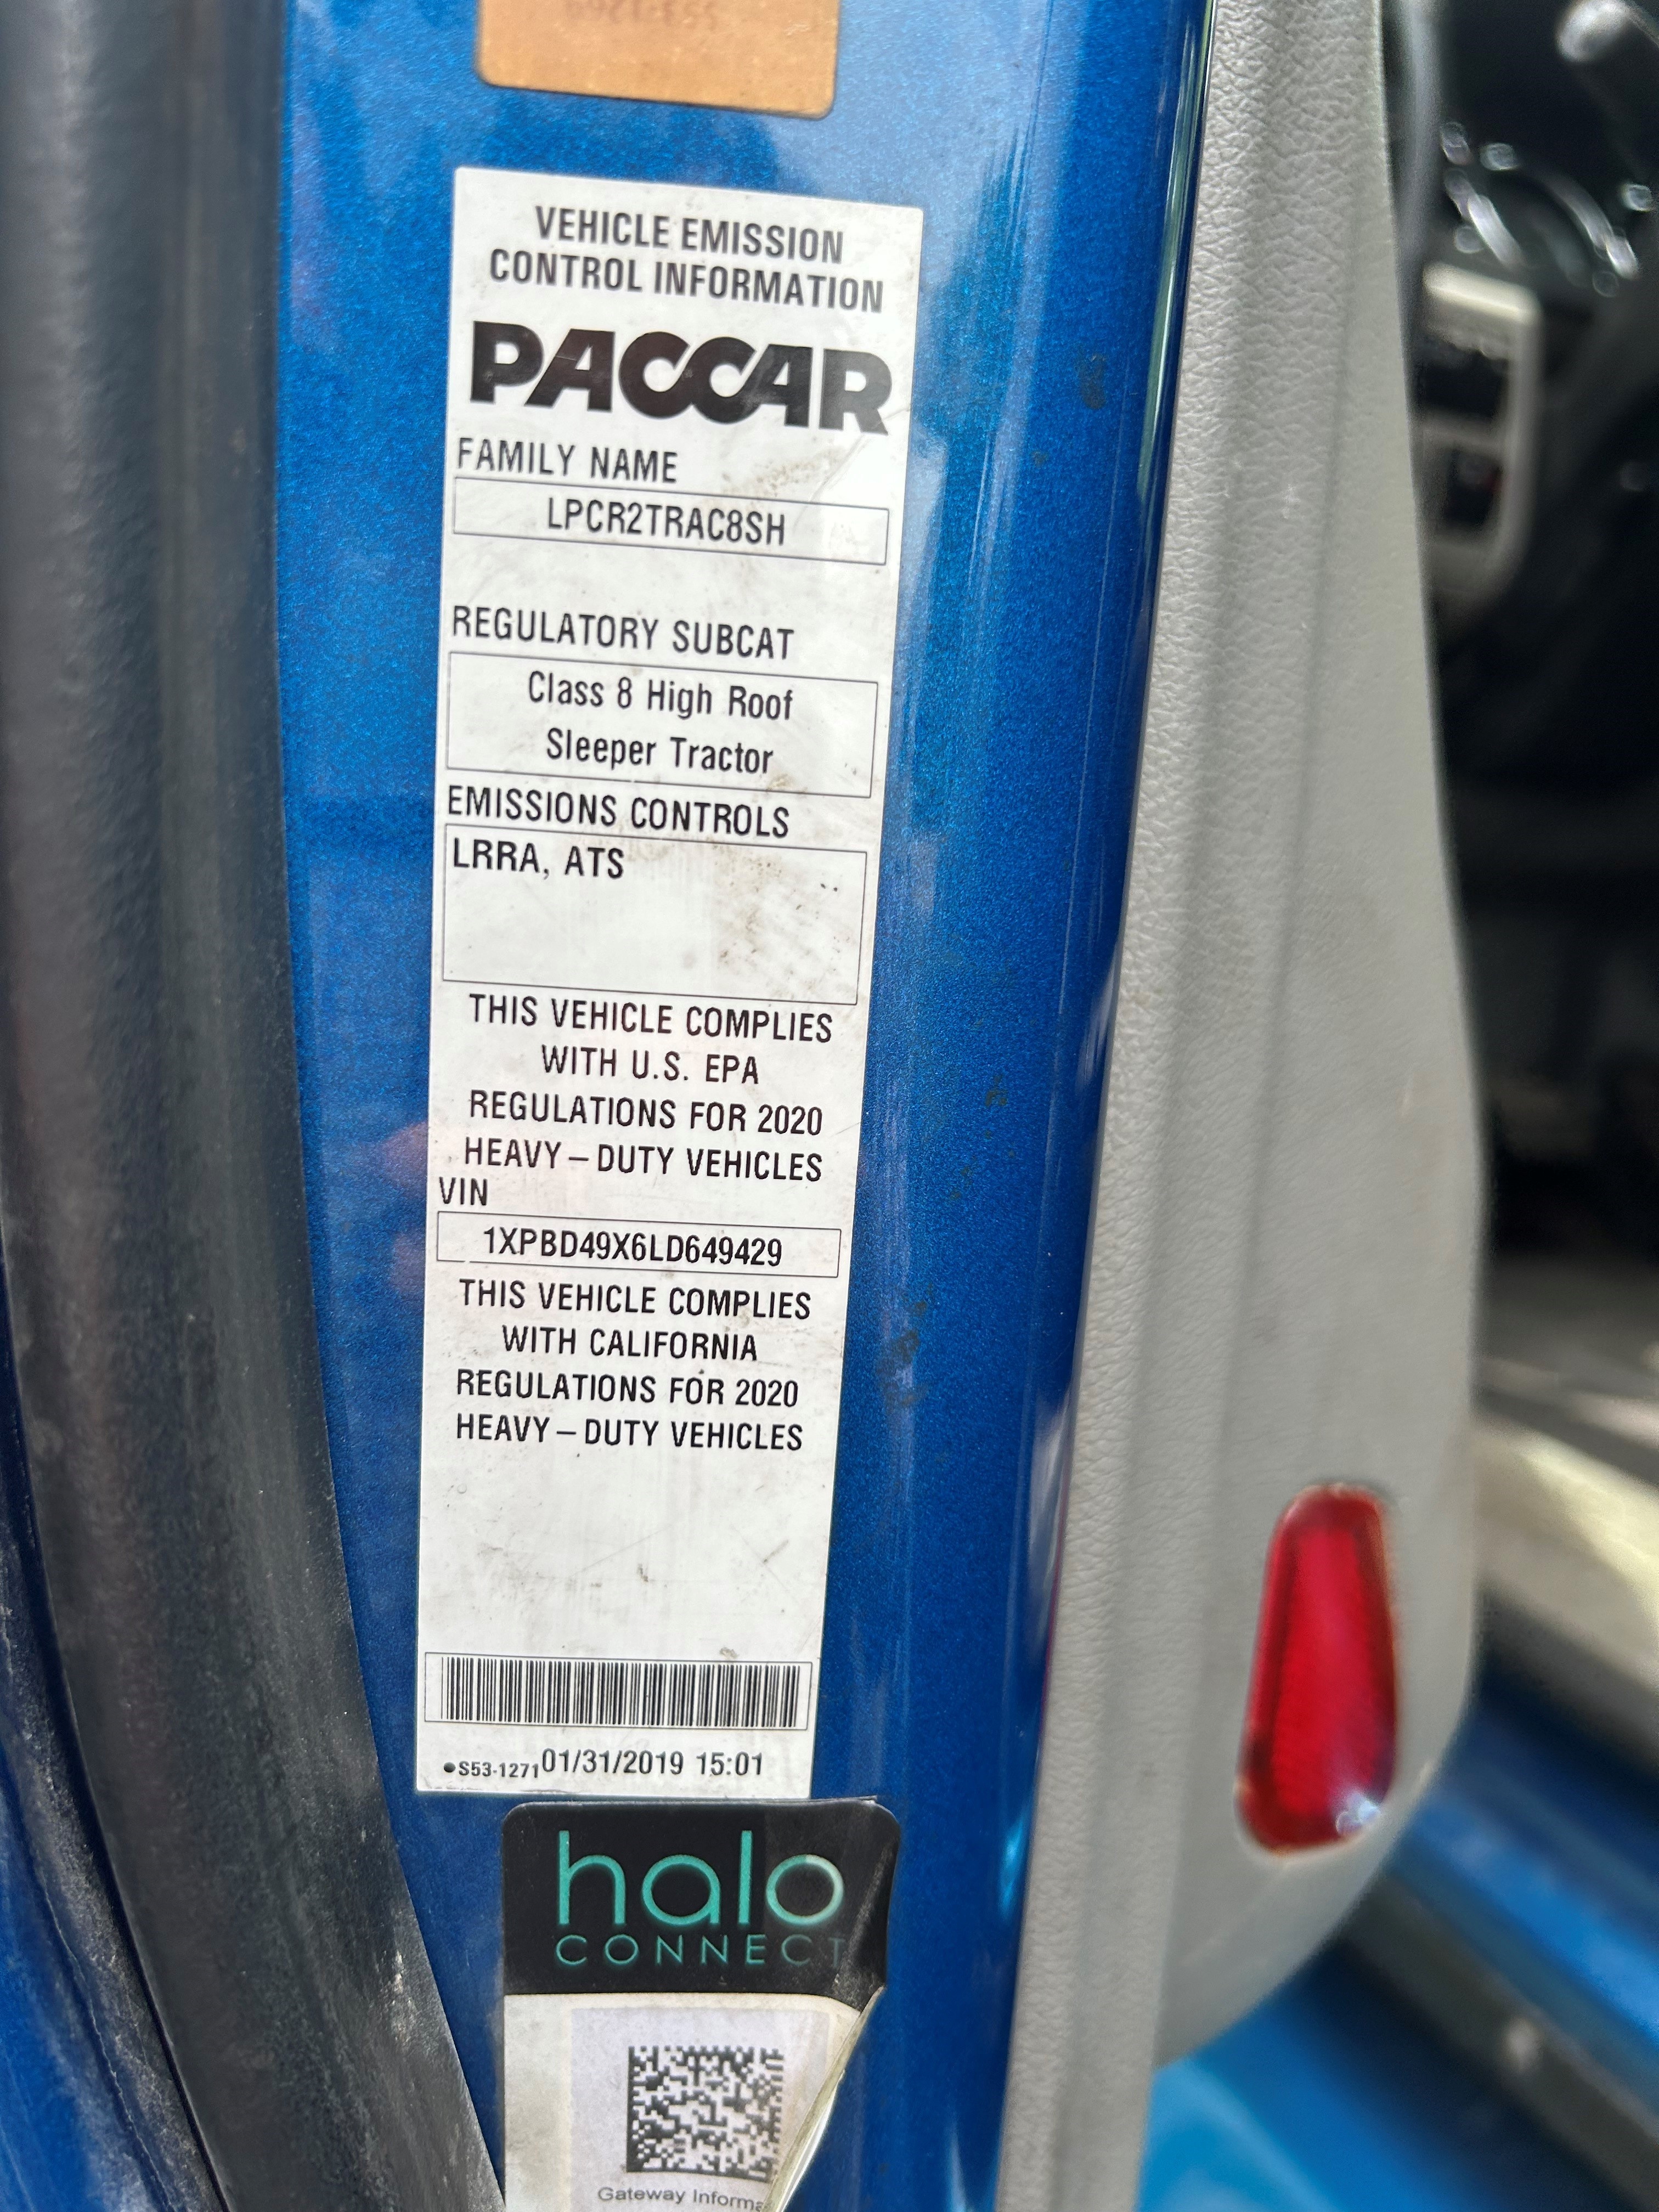 VEHICLE EMISSION
CONTROL INFORMATION
PACCAR
FAMILY NAME
LPCR2TRAC8SH
REGULATORY SUBCAT
Class 8 High Roof
Sleeper Tractor
EMISSIONS CONTROLS
LRRA, ATS
THIS VEHICLE COMPLIES
WITH U.S. EPA
REGULATIONS FOR 2020
HEAVY–DUTY VEHICLES
VIN
1XPBD49X6LD649429
THIS VEHICLE COMPLIES
WITH CALIFORNIA
REGULATIONS FOR 2020
HEAVY–DUTY VEHICLES
●S53-1271 01/31/2019 15:01
halo
CONNECT
Gateway